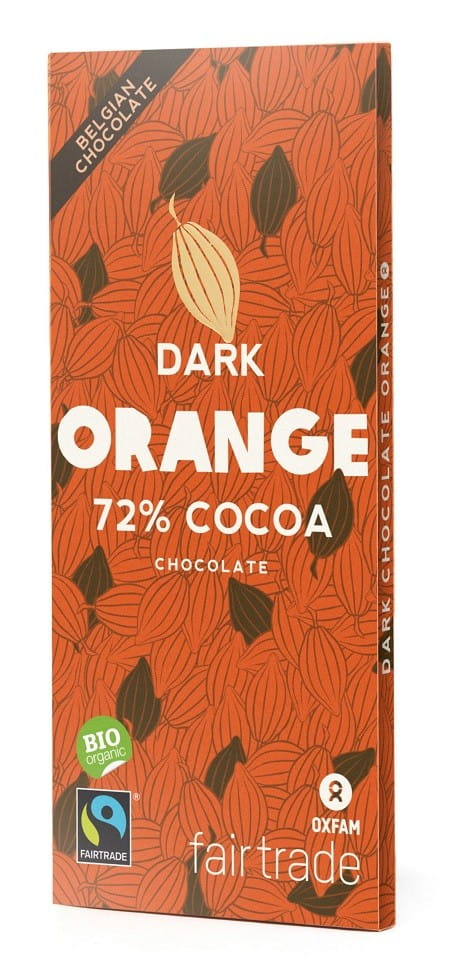 BELGIAN
CHOCOLATE
DARK
ORANGE
72% COCOA
CHOCOLATE
BIO
organic
FAIRTRADE
®
OXFAM
fair trade
DARK CHOCOLATE ORANGE